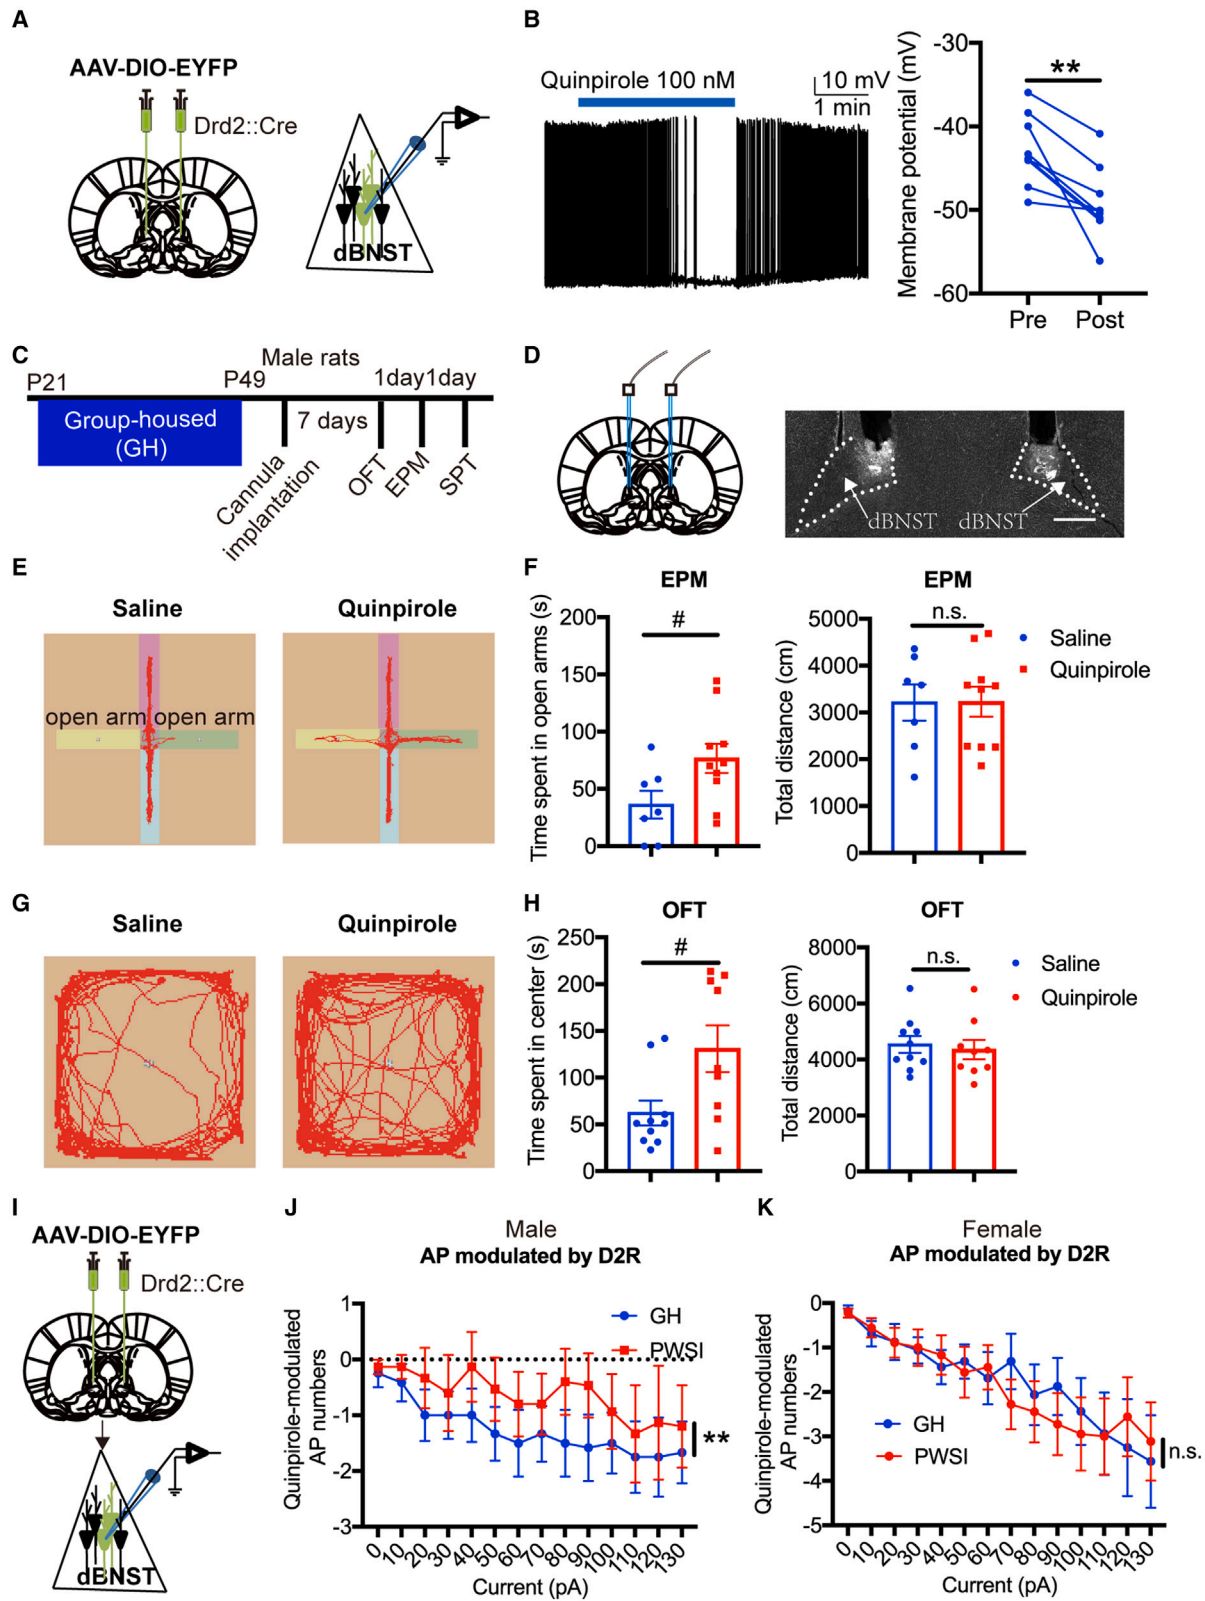 A
AAV-DIO-EYFP
Drd2::Cre
dBNST
B
Quinpirole 100 nM
10 mV
1 min
Membrane potential (mV)
-30
-40
-50
-60
**
Pre
Post
C
Male rats
P21
P49
1day1day
Group-housed
(GH)
7 days
Cannula
implantation
OFT
EPM
SPT
D
dBNST
dBNST
E
Saline
Quinpirole
open arm
open arm
F
EPM
Time spent in open arms (s)
200
150
100
50
0
#
EPM
Total distance (cm)
5000
4000
3000
2000
1000
0
n.s.
Saline
Quinpirole
G
Saline
Quinpirole
H
OFT
Time spent in center (s)
250
200
150
100
50
0
#
OFT
Total distance (cm)
8000
6000
4000
2000
0
n.s.
Saline
Quinpirole
I
AAV-DIO-EYFP
Drd2::Cre
dBNST
J
Male
AP modulated by D2R
Quinpirole-modulated
AP numbers
1
0
-1
-2
-3
GH
PWSI
**
0 10 20 30 40 50 60 70 80 90 100 110 120 130
Current (pA)
K
Female
AP modulated by D2R
Quinpirole-modulated
AP numbers
0
-1
-2
-3
-4
-5
GH
PWSI
n.s.
0 10 20 30 40 50 60 70 80 90 100 110 120 130
Current (pA)